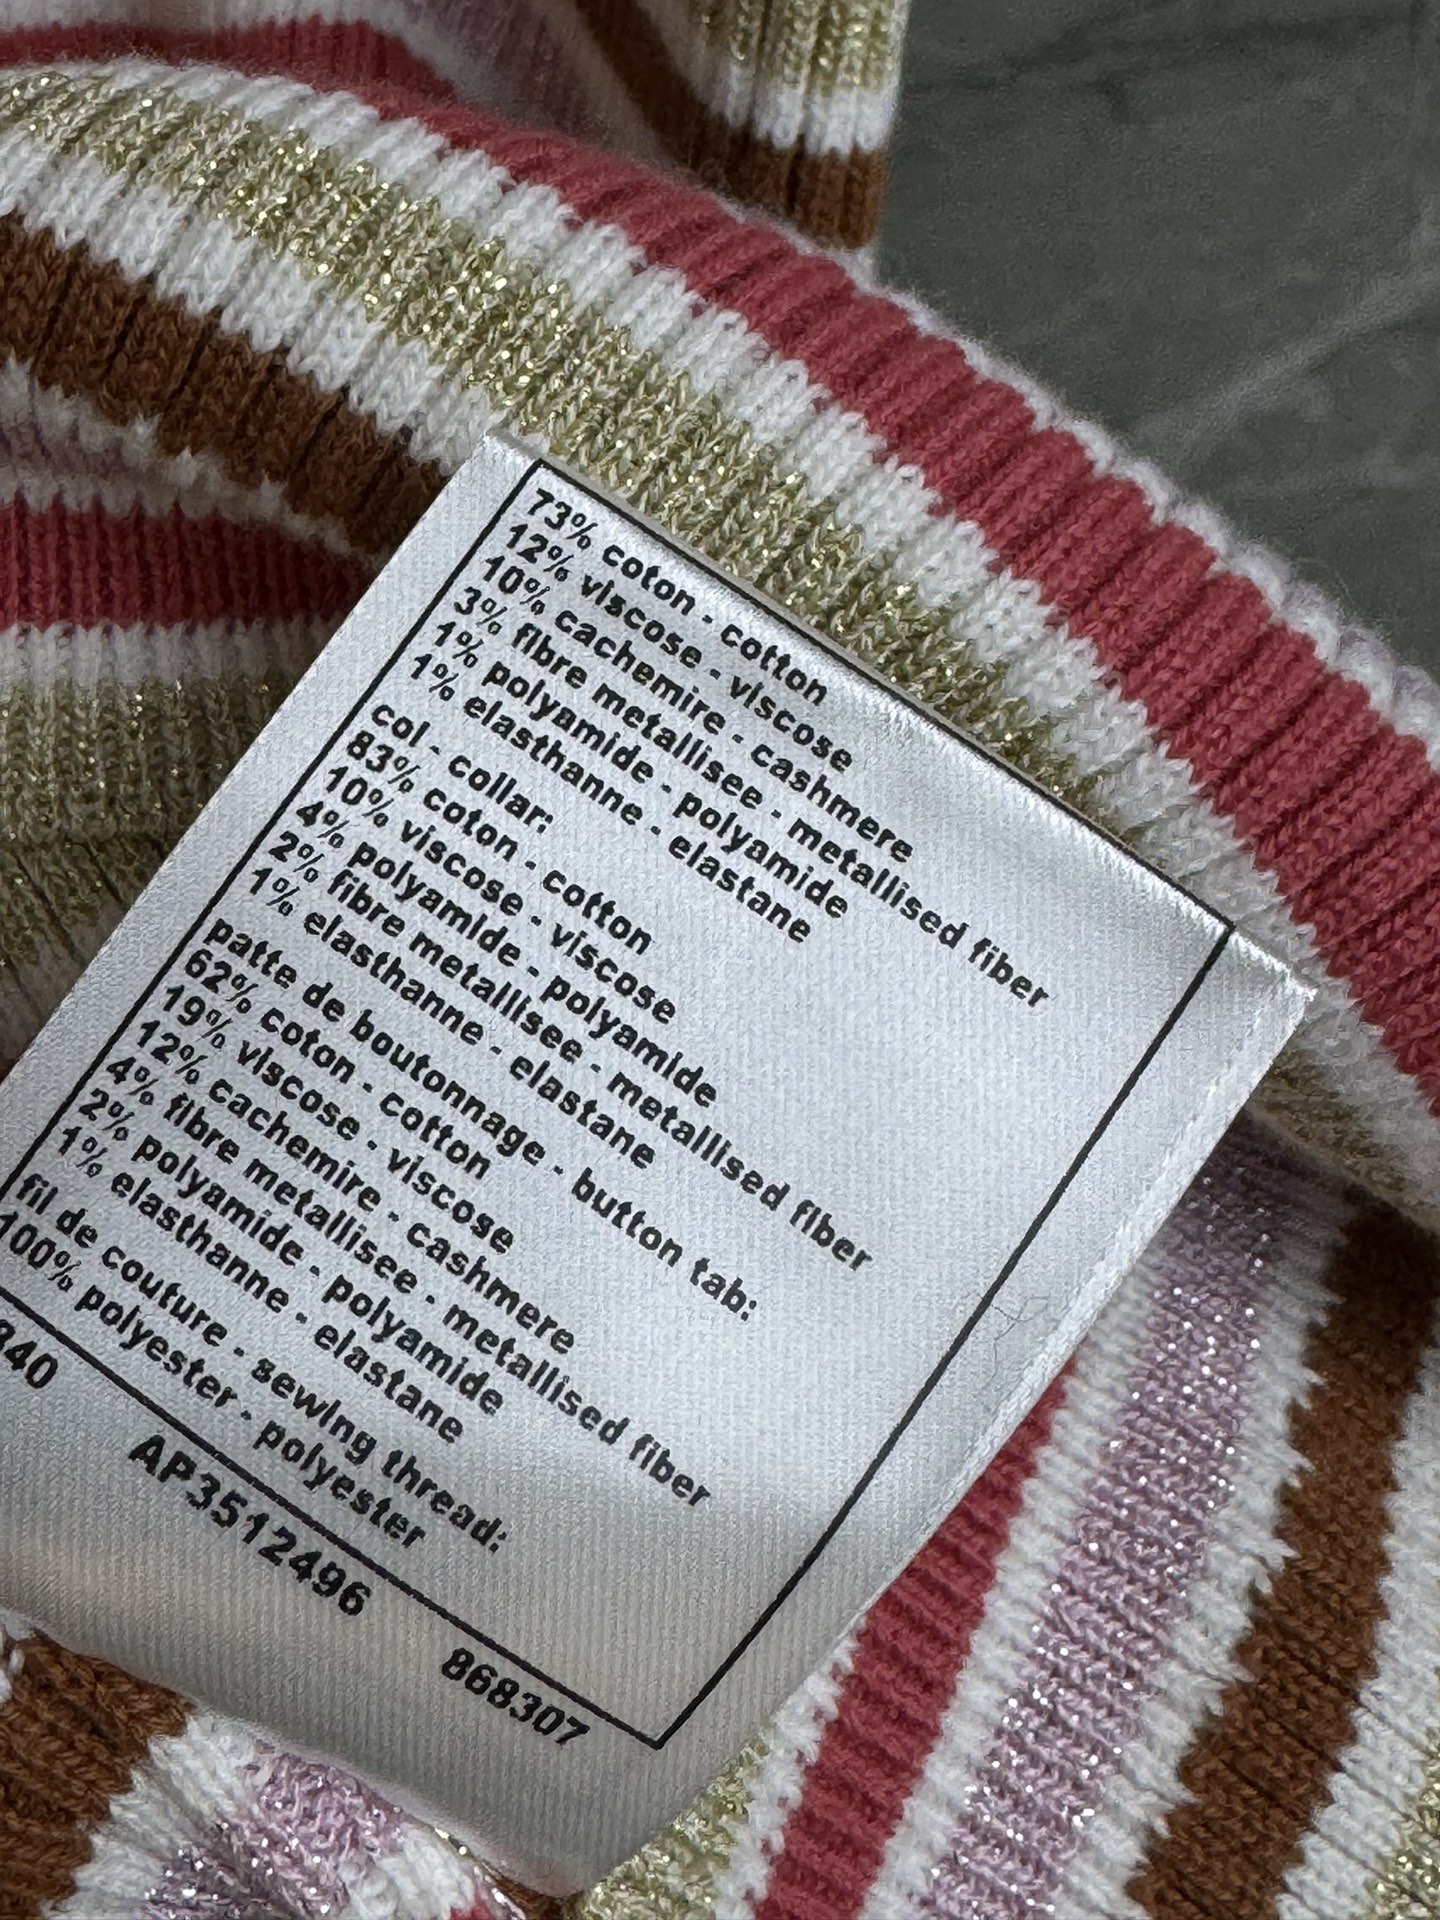 73% coton - cotton
12% viscose - viscose
10% cachemire - cashmere
3% fibre metallisee - metallised fiber
1% polyamide - polyamide
1% elasthanne - elastane
col - collar:
83% coton - cotton
10% viscose - viscose
4% polyamide - polyamide
2% fibre metallisee - metallised fiber
1% elasthanne - elastane
patte de boutonnage - button tab:
62% coton - cotton
19% viscose - viscose
12% cachemire - cashmere
4% fibre metallisee - metallised fiber
2% polyamide - polyamide
1% elasthanne - elastane
fil de couture - sewing thread:
100% polyester - polyester
340 AP3512496 868307